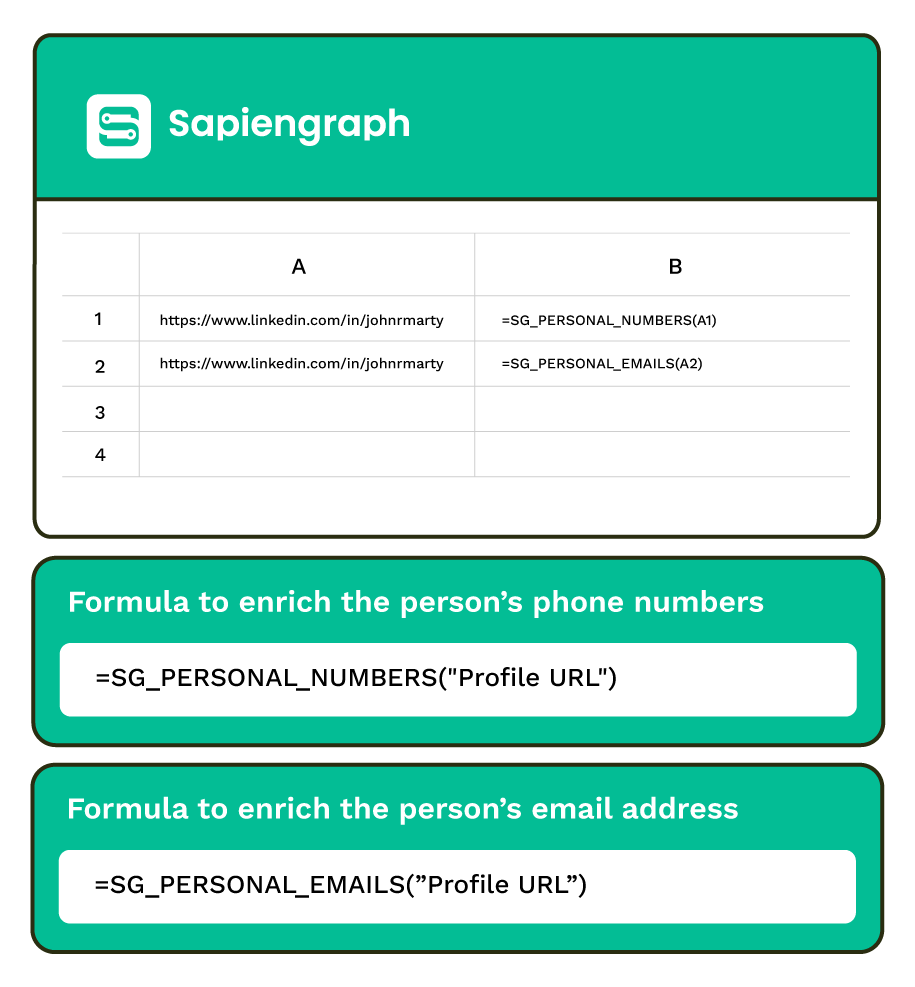 Sapiengraph
A B
1 https://www.linkedin.com/in/johnrmarty =SG_PERSONAL_NUMBERS(A1)
2 https://www.linkedin.com/in/johnrmarty =SG_PERSONAL_EMAILS(A2)
3
4
Formula to enrich the person’s phone numbers
=SG_PERSONAL_NUMBERS("Profile URL")
Formula to enrich the person’s email address
=SG_PERSONAL_EMAILS(”Profile URL”)